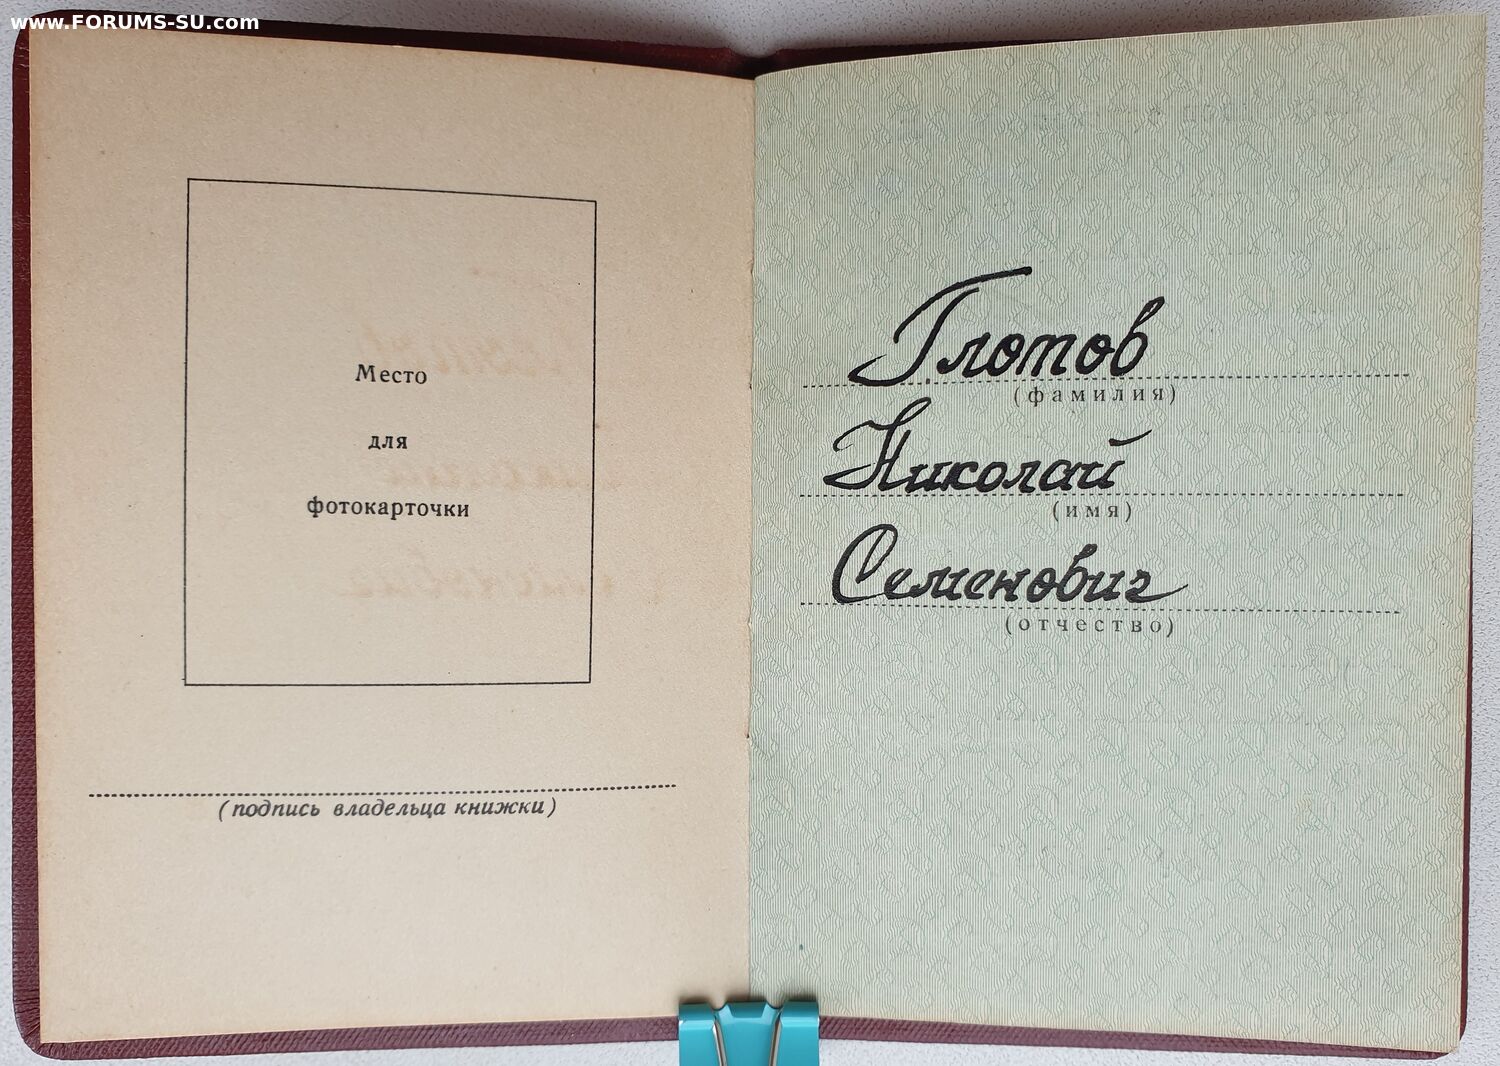 www.FORUMS-SU.com
Место
для
фотокарточки
(подпись владельца книжки)
Глотов
(фамилия)
Николай
(имя)
Семенович
(отчество)